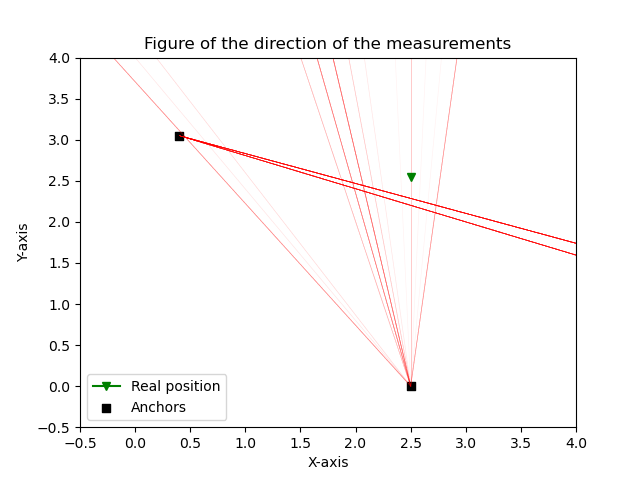 Figure of the direction of the measurements
4.0
3.5
3.0
2.5
2.0
1.5
1.0
0.5
0.0
−0.5
Y-axis
Real position
Anchors
−0.5 0.0 0.5 1.0 1.5 2.0 2.5 3.0 3.5 4.0
X-axis